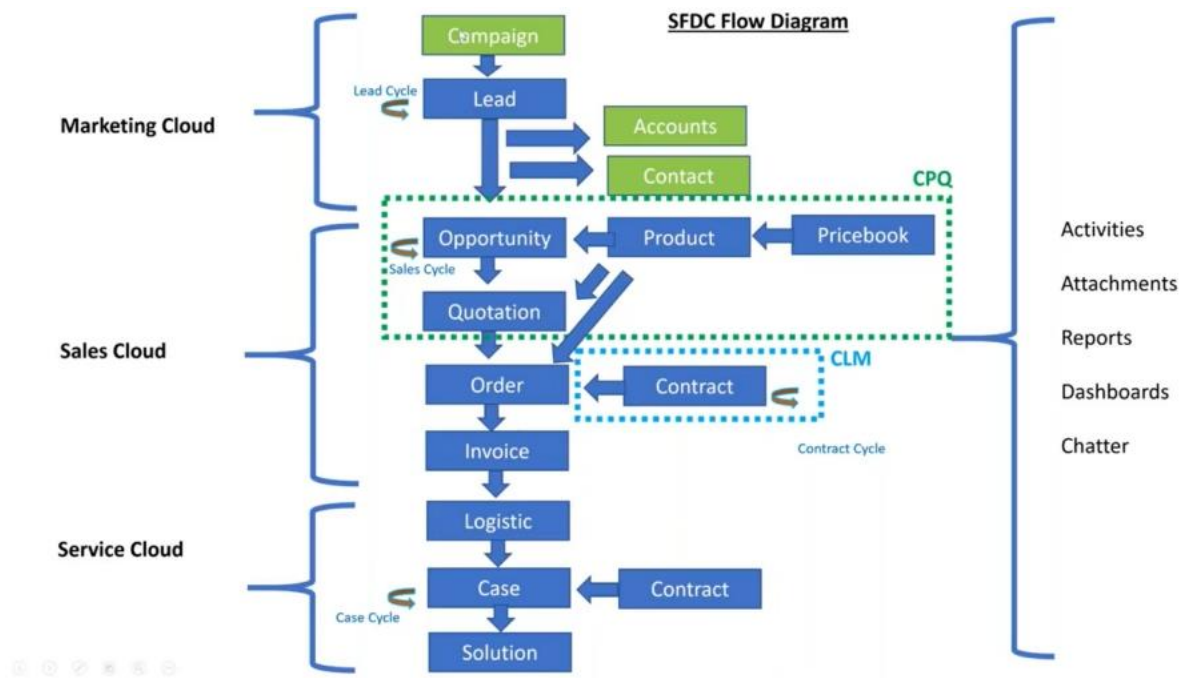 SFDC Flow Diagram
Campaign
Lead Cycle
Lead
Marketing Cloud
Accounts
Contact
CPQ
Opportunity
Product
Pricebook
Sales Cycle
Quotation
Sales Cloud
CLM
Order
Contract
Contract Cycle
Invoice
Logistic
Service Cloud
Case
Contract
Case Cycle
Solution
Activities
Attachments
Reports
Dashboards
Chatter